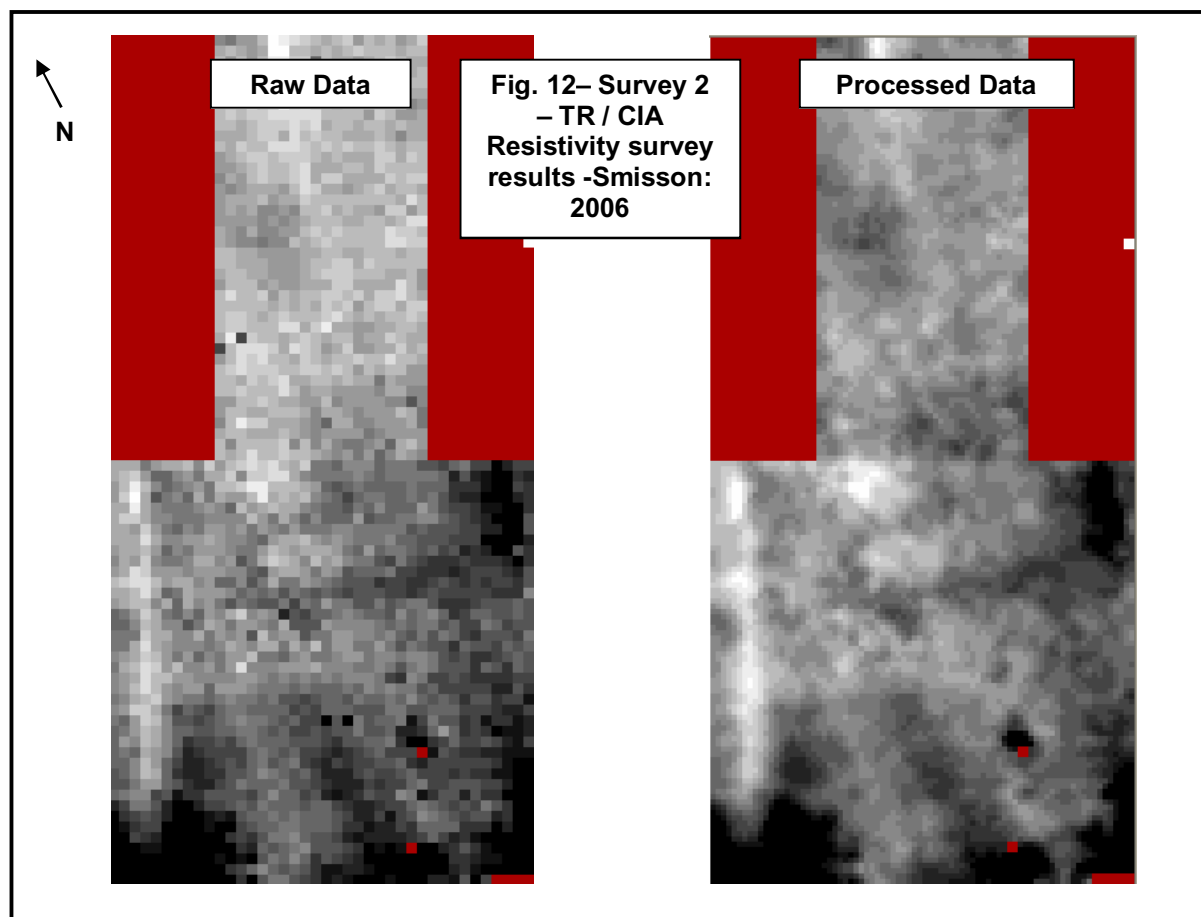 Raw Data
Fig. 12– Survey 2
– TR / CIA
Resistivity survey
results -Smisson:
2006
Processed Data
N